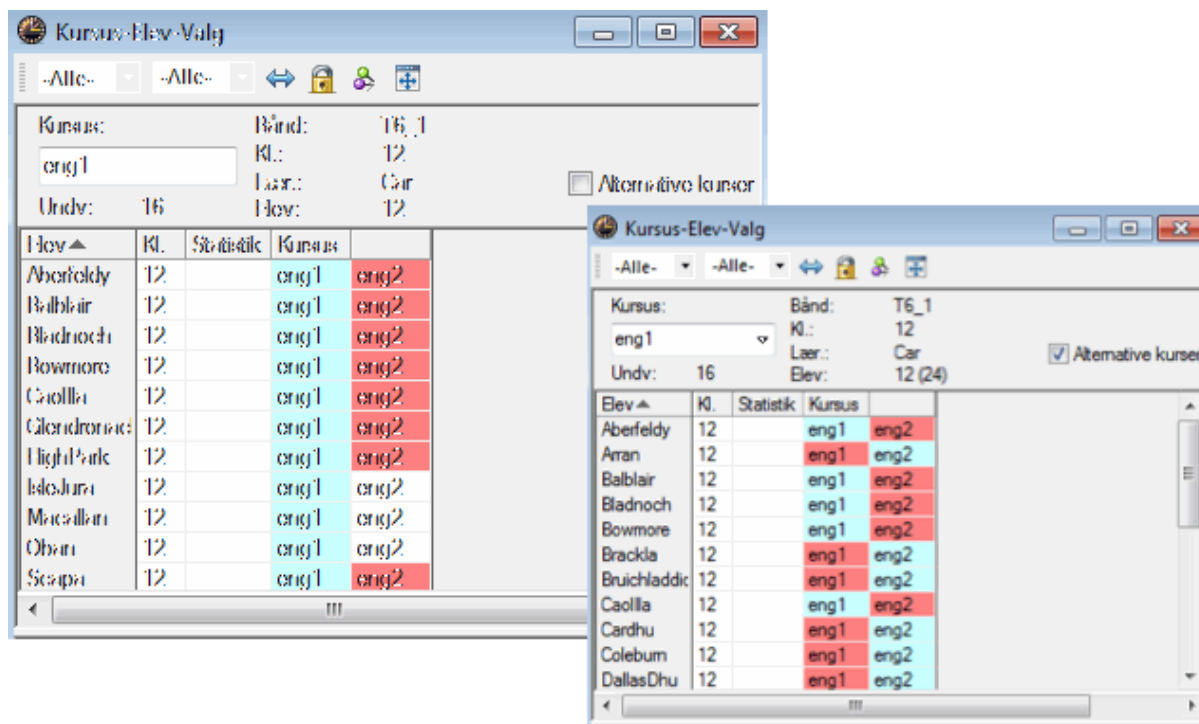 Kursus-Elev-Valg
-Alle- -Alle-
Kursus: Bånd: T6_1
eng1 Kl.: 12
Lær.: Car Alternative kurser
Undv: 16 Elev: 12
Elev Kl. Statistik Kursus
Aberfeldy 12 eng1 eng2
Balblair 12 eng1 eng2
Bladnoch 12 eng1 eng2
Bowmore 12 eng1 eng2
CaolIla 12 eng1 eng2
Glendronac 12 eng1 eng2
HighPark 12 eng1 eng2
IsleJura 12 eng1 eng2
Macallan 12 eng1 eng2
Oban 12 eng1 eng2
Scapa 12 eng1 eng2
Kursus-Elev-Valg
-Alle- -Alle-
Kursus: Bånd: T6_1
eng1 Kl.: 12
Lær.: Car Alternative kurser
Undv: 16 Elev: 12 (24)
Elev Kl. Statistik Kursus
Aberfeldy 12 eng1 eng2
Arran 12 eng1 eng2
Balblair 12 eng1 eng2
Bladnoch 12 eng1 eng2
Bowmore 12 eng1 eng2
Brackla 12 eng1 eng2
Bruichladdic 12 eng1 eng2
CaolIla 12 eng1 eng2
Cardhu 12 eng1 eng2
Coleburn 12 eng1 eng2
DallasDhu 12 eng1 eng2